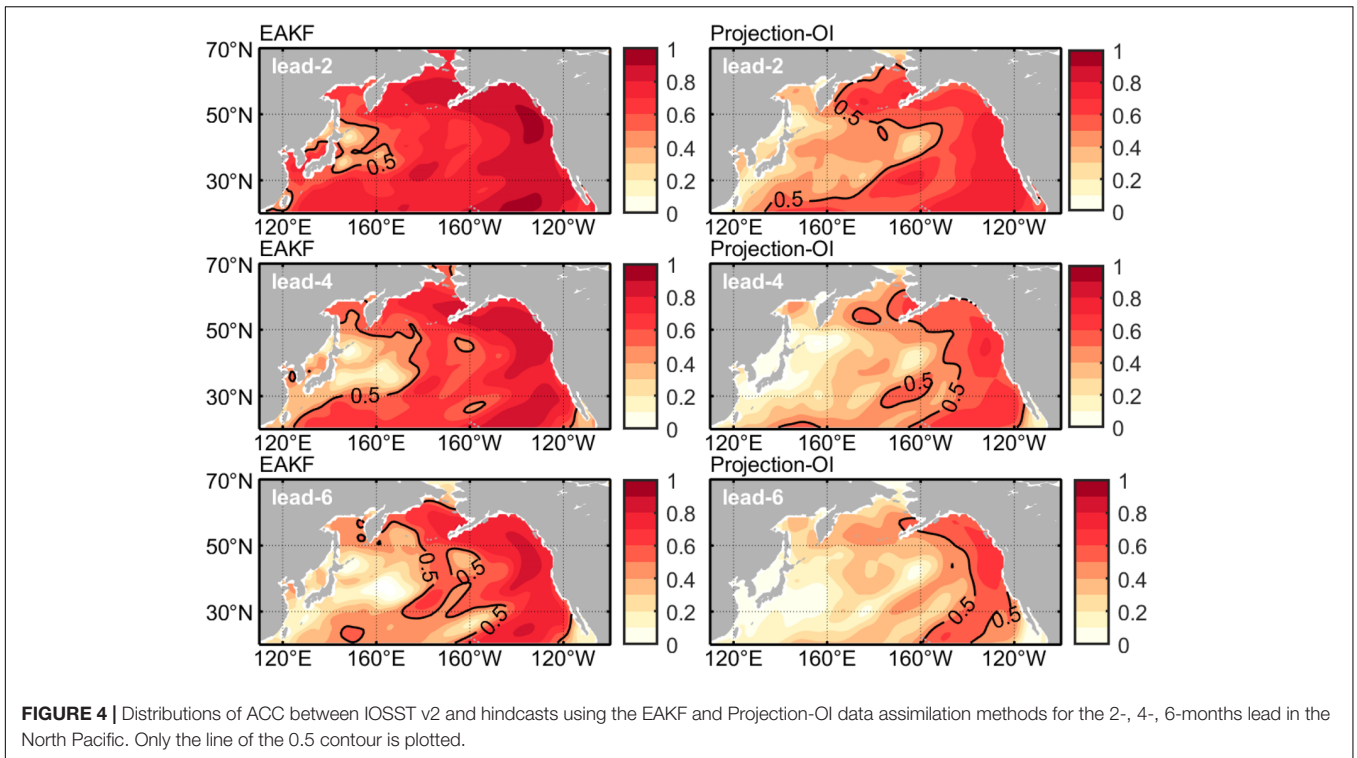 EAKF
Projection-OI
70°N
50°N
30°N
lead-2
0.5
120°E 160°E 160°W 120°W
1
0.8
0.6
0.4
0.2
0
lead-2
0.5
0.5
120°E 160°E 160°W 120°W
1
0.8
0.6
0.4
0.2
0
EAKF
Projection-OI
70°N
50°N
30°N
lead-4
0.5
120°E 160°E 160°W 120°W
1
0.8
0.6
0.4
0.2
0
lead-4
0.5
0.5
120°E 160°E 160°W 120°W
1
0.8
0.6
0.4
0.2
0
EAKF
Projection-OI
70°N
50°N
30°N
lead-6
0.5
0.5
0.5
120°E 160°E 160°W 120°W
1
0.8
0.6
0.4
0.2
0
lead-6
0.5
0.5
0.5
120°E 160°E 160°W 120°W
1
0.8
0.6
0.4
0.2
0
FIGURE 4 | Distributions of ACC between IOSST v2 and hindcasts using the EAKF and Projection-OI data assimilation methods for the 2-, 4-, 6-months lead in the
North Pacific. Only the line of the 0.5 contour is plotted.